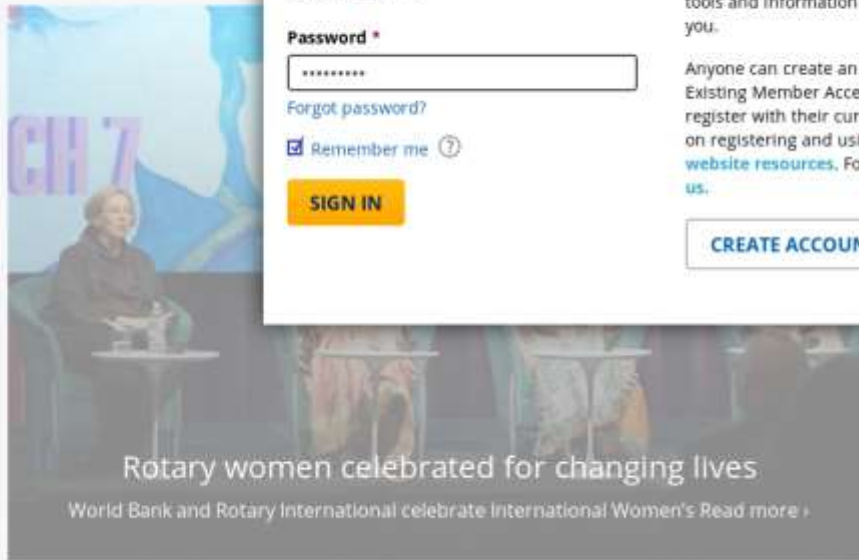 tools and information
you.
Password *
•••••••••
Anyone can create an
Existing Member Acce
register with their cur
on registering and usi
website resources. Fo
us.
Forgot password?
Remember me ?
SIGN IN
CREATE ACCOUN
CH 7
Rotary women celebrated for changing lives
World Bank and Rotary International celebrate International Women's Read more ›